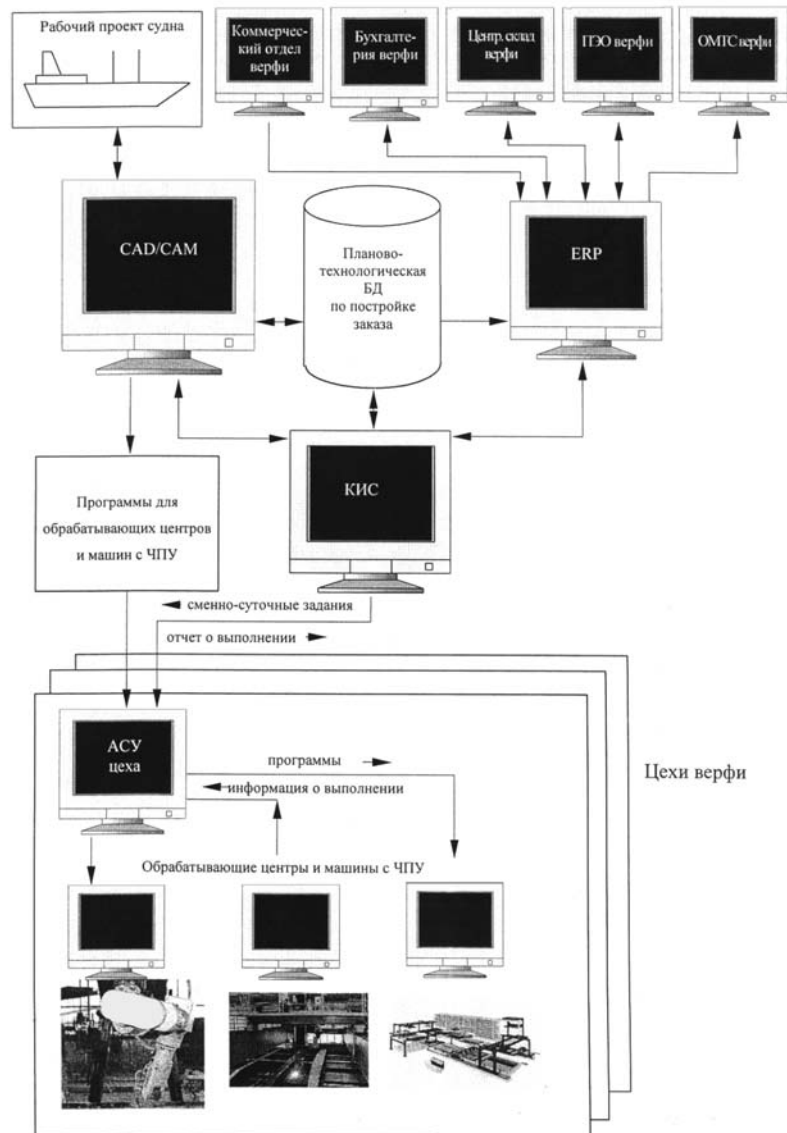 Рабочий проект судна
Коммерчес-
кий отдел
верфи
Бухгалте-
рия верфи
Центр. склад
верфи
ПЭО верфи
ОМТС верфи
CAD/CAM
Планово-
технологическая
БД
по постройке
заказа
ERP
КИС
Программы для
обрабатывающих центров
и машин с ЧПУ
сменно-суточные задания
отчет о выполнении
АСУ
цеха
программы
информация о выполнении
Цехи верфи
Обрабатывающие центры и машины с ЧПУ